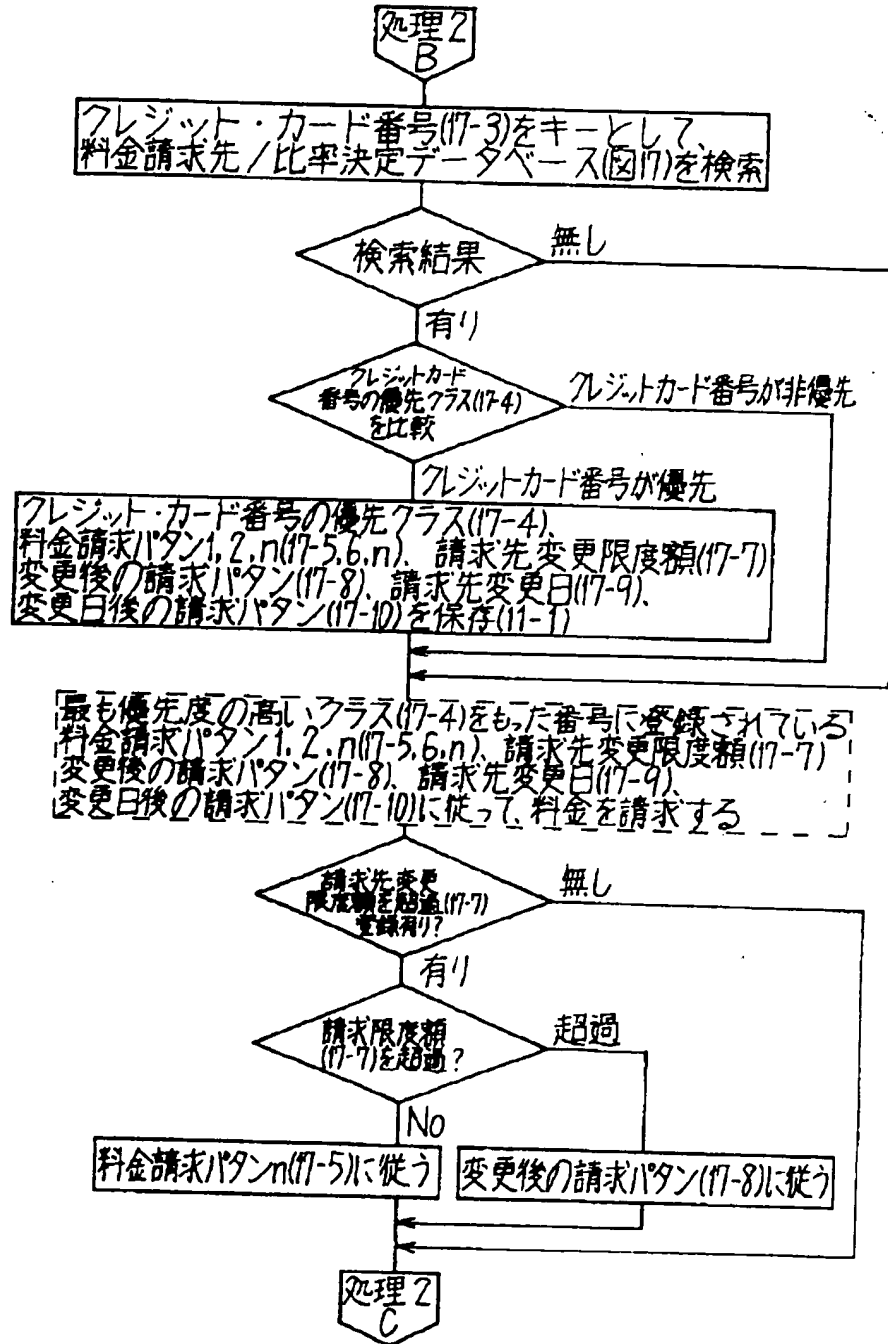 処理2
B
クレジット・カード番号(17-3)をキーとして、
料金請求先/比率決定データベース(図17)を検索
検索結果
無し
有り
クレジットカード
番号の優先クラス(17-4)
を比較
クレジットカード番号が非優先
クレジットカード番号が優先
クレジット・カード番号の優先クラス(17-4)、
料金請求パタン1,2,n(17-5,6,n)、請求先変更限度額(17-7)
変更後の請求パタン(17-8)、請求先変更日(17-9)、
変更日後の請求パタン(17-10)を保存(11-1)
最も優先度の高いクラス(17-4)をもった番号に登録されている
料金請求パタン1,2,n(17-5,6,n)、請求先変更限度額(17-7)
変更後の請求パタン(17-8)、請求先変更日(17-9)、
変更日後の請求パタン(17-10)に従って、料金を請求する
請求先変更
限度額を超過(17-7)
登録有り?
無し
有り
請求限度額
(17-7)を超過?
超過
No
料金請求パタンn(17-5)に従う
変更後の請求パタン(17-8)に従う
処理2
C